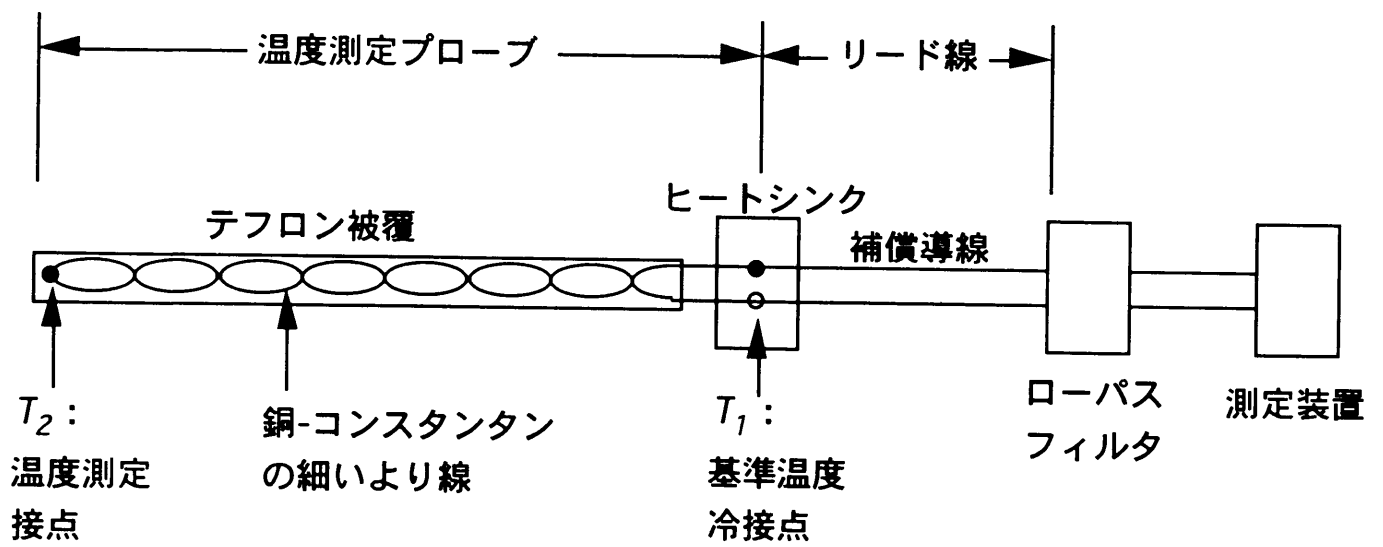 温度測定プローブ
リード線
ヒートシンク
テフロン被覆
補償導線
T₂：
温度測定
接点
銅-コンスタンタン
の細いより線
T₁：
基準温度
冷接点
ローパス
フィルタ
測定装置